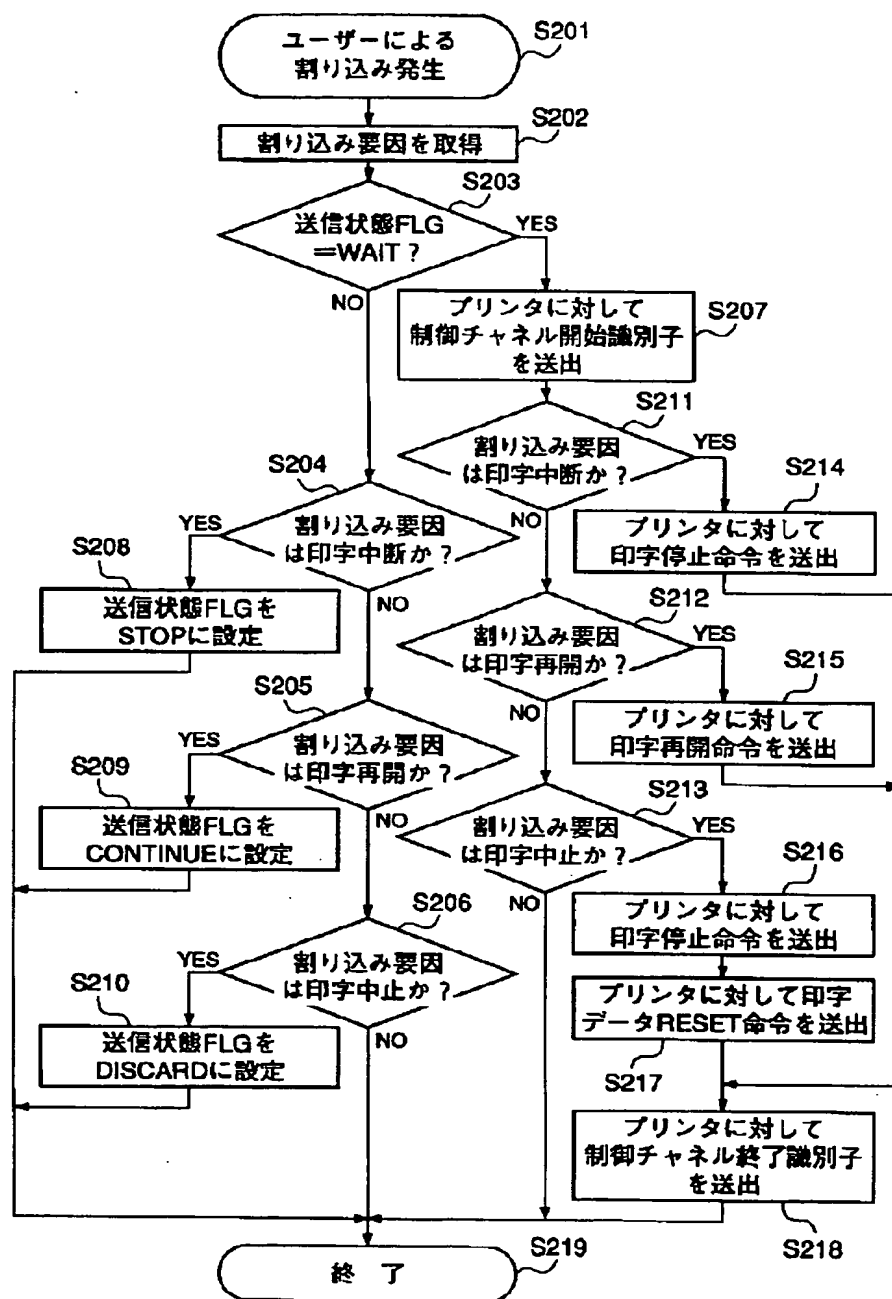 ユーザーによる
割り込み発生
S201
割り込み要因を取得
S202
送信状態FLG
=WAIT？
S203
YES
NO
プリンタに対して
制御チャネル開始識別子
を送出
S207
割り込み要因
は印字中断か？
S211
YES
NO
プリンタに対して
印字停止命令を送出
S214
割り込み要因
は印字中断か？
S204
YES
NO
送信状態FLGを
STOPに設定
S208
割り込み要因
は印字再開か？
S212
YES
NO
プリンタに対して
印字再開命令を送出
S215
割り込み要因
は印字再開か？
S205
YES
NO
送信状態FLGを
CONTINUEに設定
S209
割り込み要因
は印字中止か？
S213
YES
NO
プリンタに対して
印字停止命令を送出
S216
割り込み要因
は印字中止か？
S206
YES
NO
送信状態FLGを
DISCARDに設定
S210
プリンタに対して印字
データRESET命令を送出
S217
プリンタに対して
制御チャネル終了識別子
を送出
S218
終了
S219